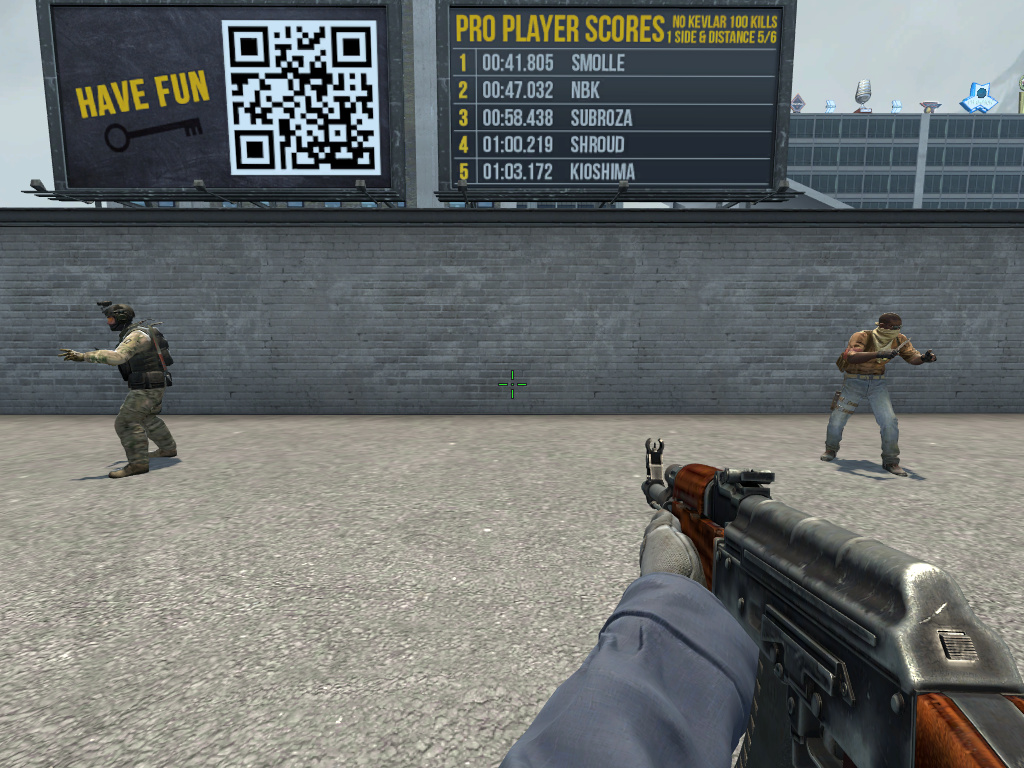 HAVE FUN
PRO PLAYER SCORES
NO KEVLAR 100 KILLS
1 SIDE & DISTANCE 5/6
1 00:41.805 SMOLLE
2 00:47.032 NBK
3 00:58.438 SUBROZA
4 01:00.219 SHROUD
5 01:03.172 KIOSHIMA